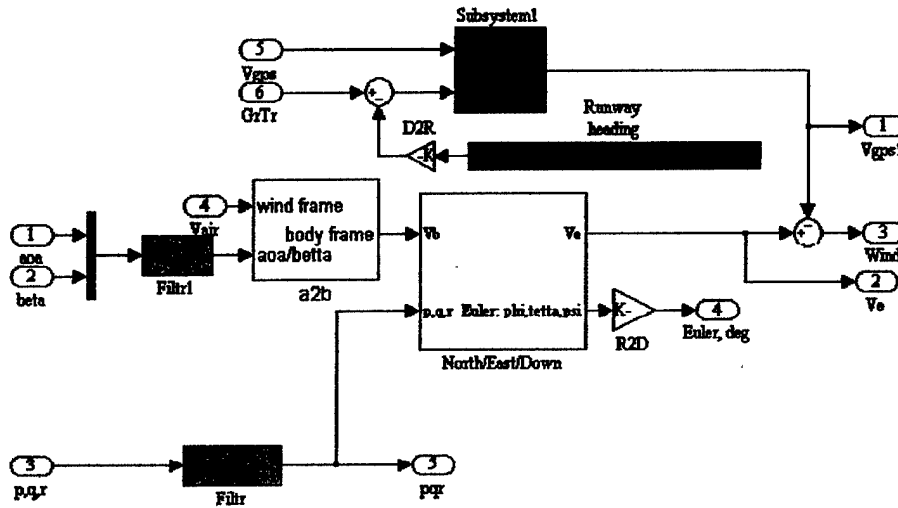 Subsystem1
5
Vgps
6
GrTr
+
−
D2R
-K
Runway
heading
1
Vgps1
4
Vair
wind frame
body frame
aoa/betta
a2b
1
aoa
2
beta
Filtr1
Vb
Ve
p,q,r Euler: phi,tetta,psi
North/East/Down
+
−
3
Wind
2
Ve
K-
R2D
4
Euler, deg
3
p,q,r
Filtr
pqr